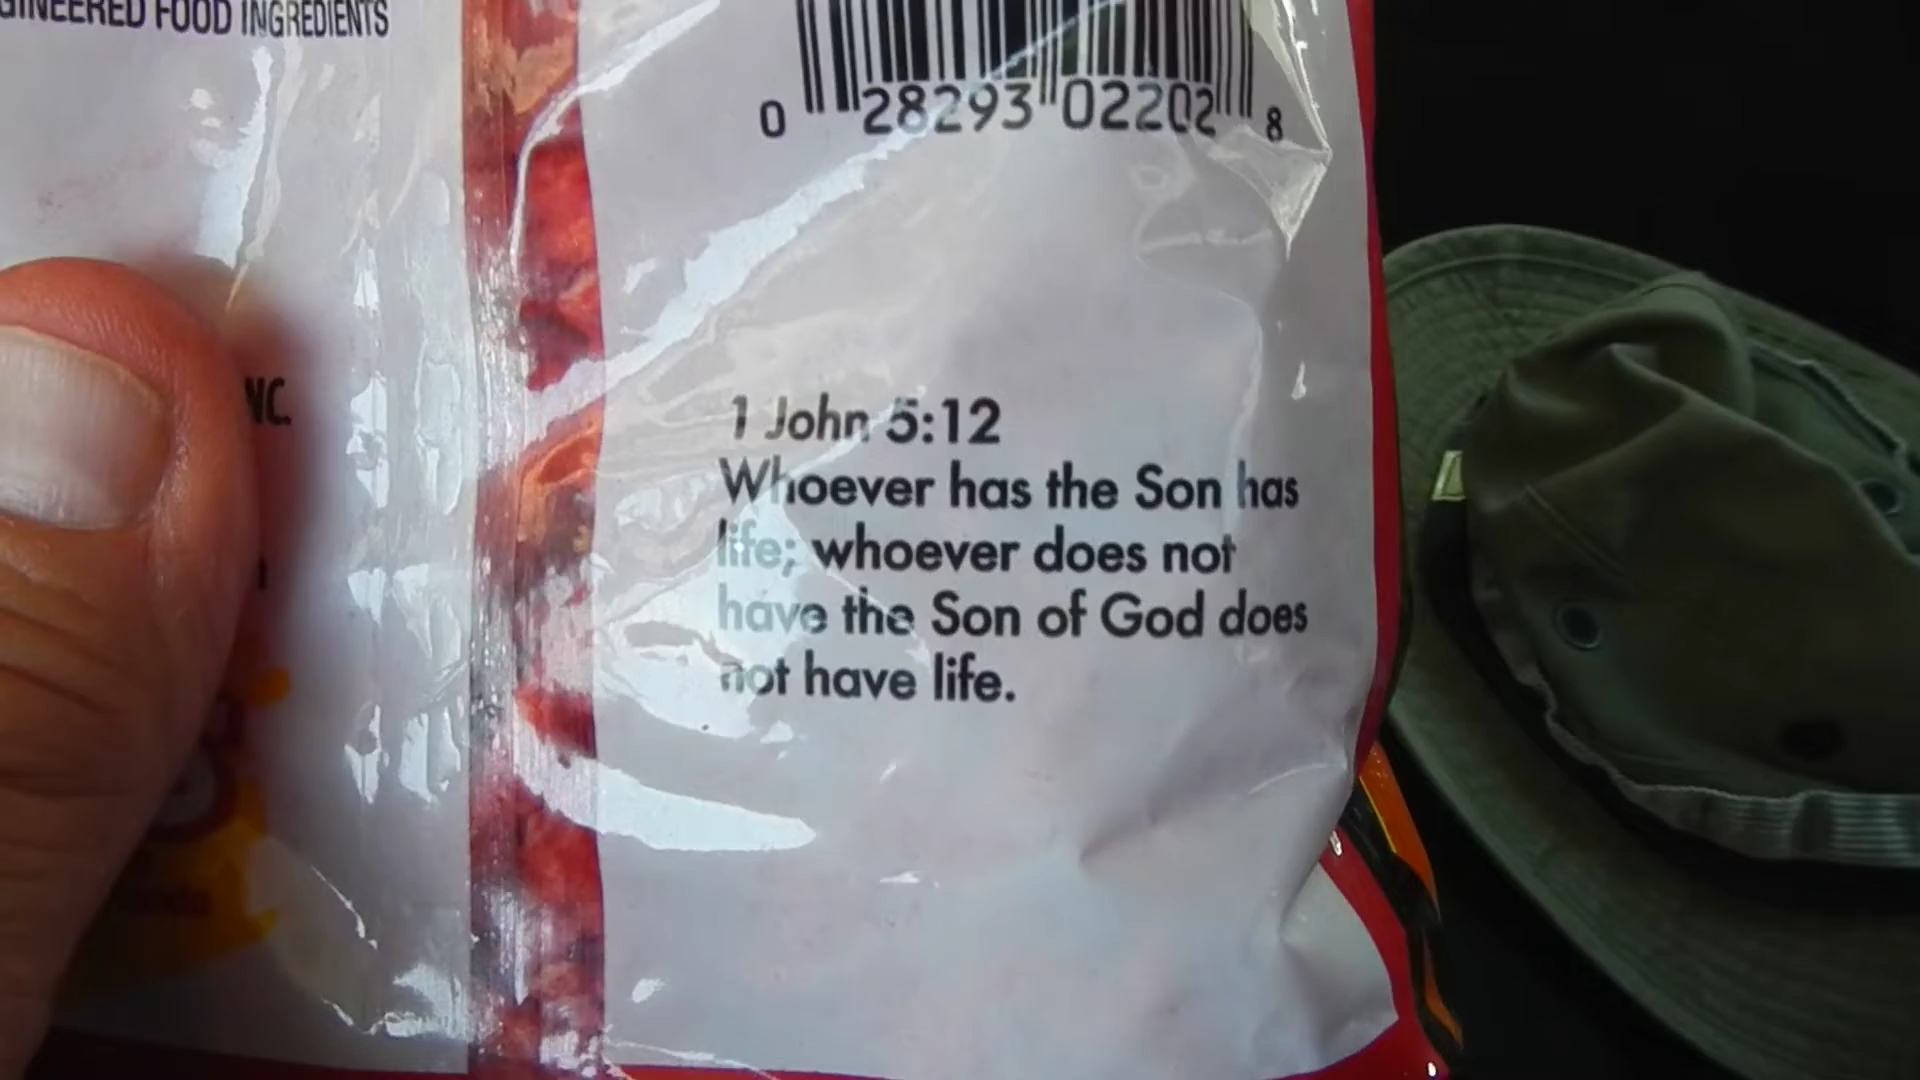 GINEERED FOOD INGREDIENTS
0 28293 02202 8
NC.
1 John 5:12
Whoever has the Son has
life; whoever does not
have the Son of God does
not have life.